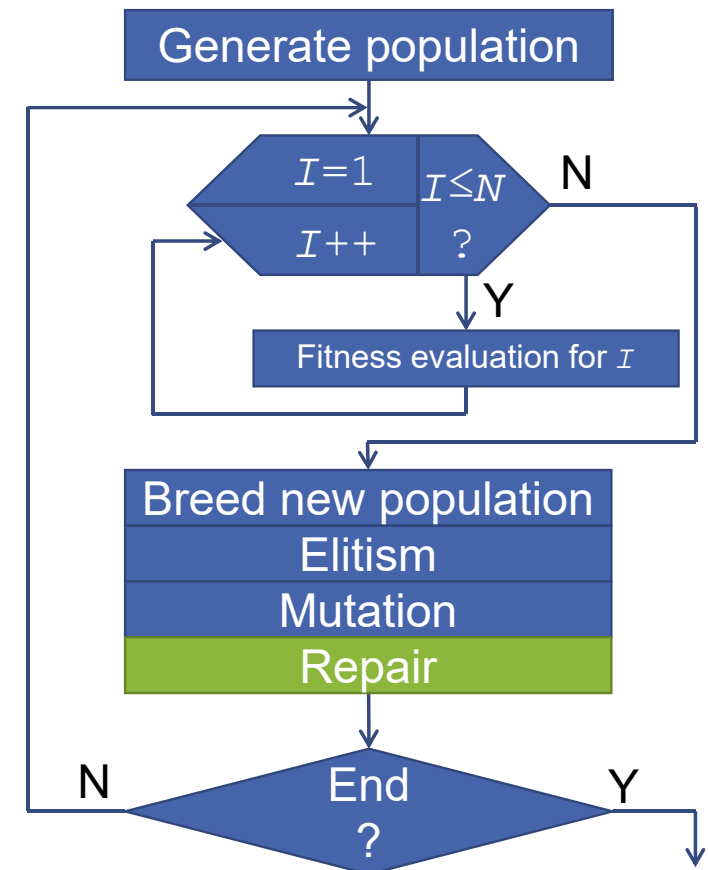 Generate population
I=1
I≤N
?
N
I++
Y
Fitness evaluation for I
Breed new population
Elitism
Mutation
Repair
N
End
?
Y